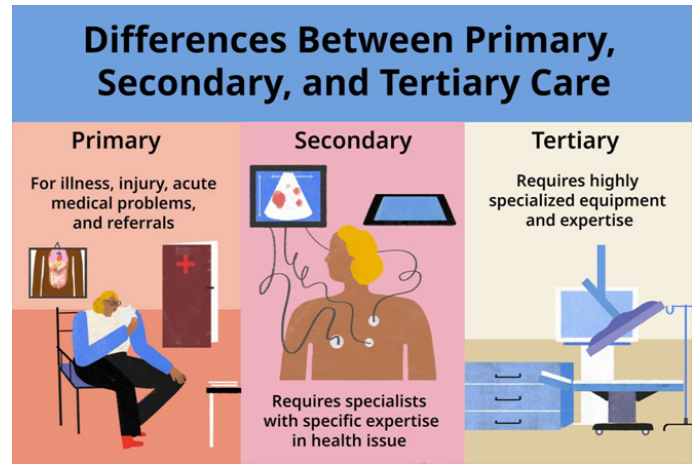 Differences Between Primary,
Secondary, and Tertiary Care
Primary
For illness, injury, acute
medical problems,
and referrals
Secondary
Requires specialists
with specific expertise
in health issue
Tertiary
Requires highly
specialized equipment
and expertise